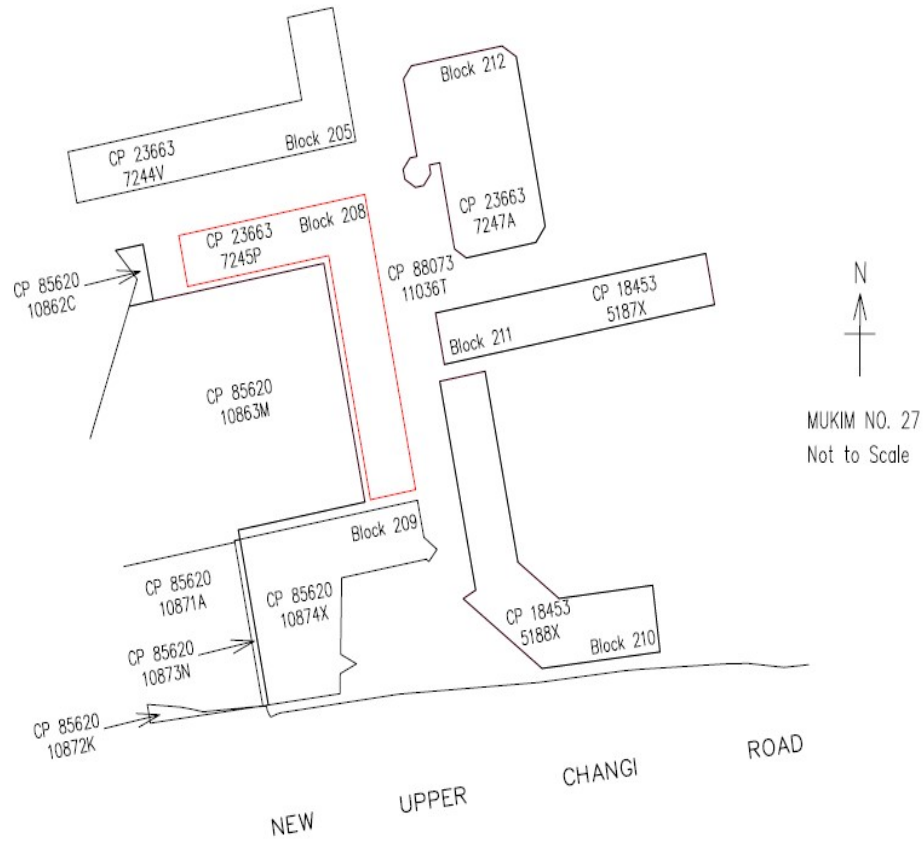 Block 212
Block 205
CP 23663
7244V
CP 23663
7247A
Block 208
CP 23663
7245P
CP 88073
11036T
CP 85620
10862C
CP 18453
5187X
Block 211
N
CP 85620
10863M
MUKIM NO. 27
Not to Scale
Block 209
CP 85620
10871A
CP 85620
10874X
CP 18453
5188X
Block 210
CP 85620
10873N
CP 85620
10872K
NEW UPPER CHANGI ROAD